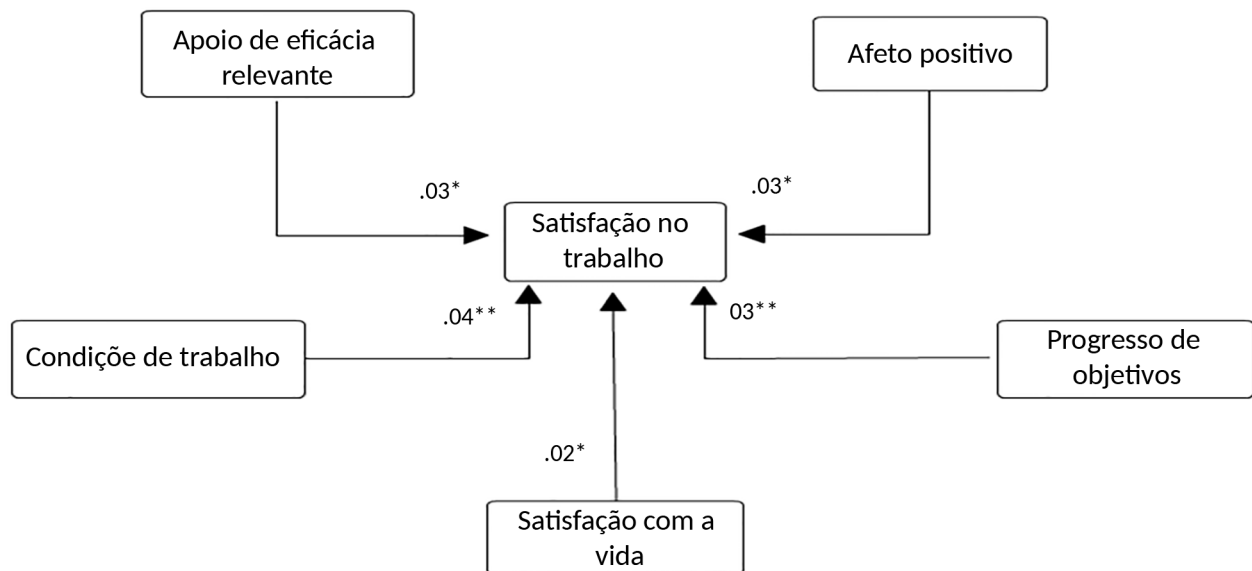 Apoio de eficácia
relevante
Afeto positivo
.03*
.03*
Satisfação no
trabalho
.04**
03**
Condiçõe de trabalho
Progresso de
objetivos
.02*
Satisfação com a
vida